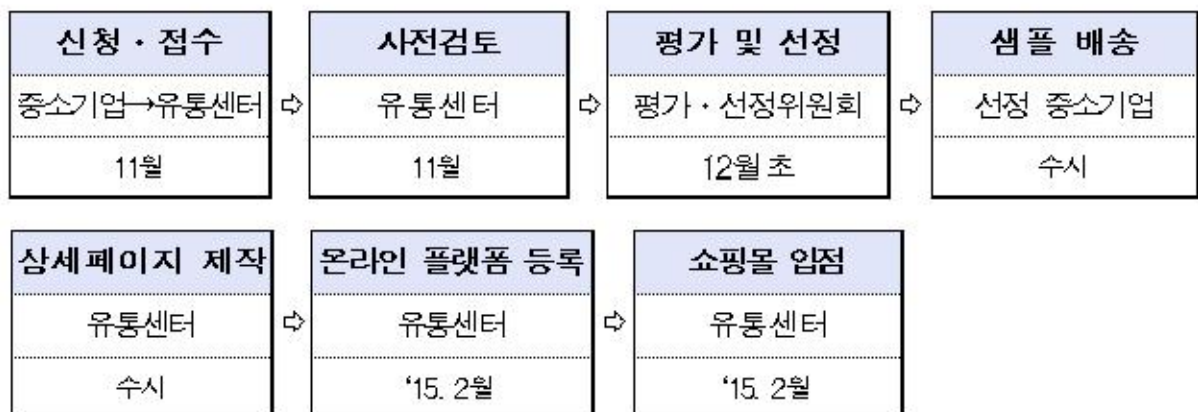 신청·접수
중소기업→유통센터
11월
⇨
사전검토
유통센터
11월
⇨
평가 및 선정
평가·선정위원회
12월 초
⇨
샘플 배송
선정 중소기업
수시
상세페이지 제작
유통센터
수시
⇨
온라인 플랫폼 등록
유통센터
‘15. 2월
⇨
쇼핑몰 입점
유통센터
‘15. 2월